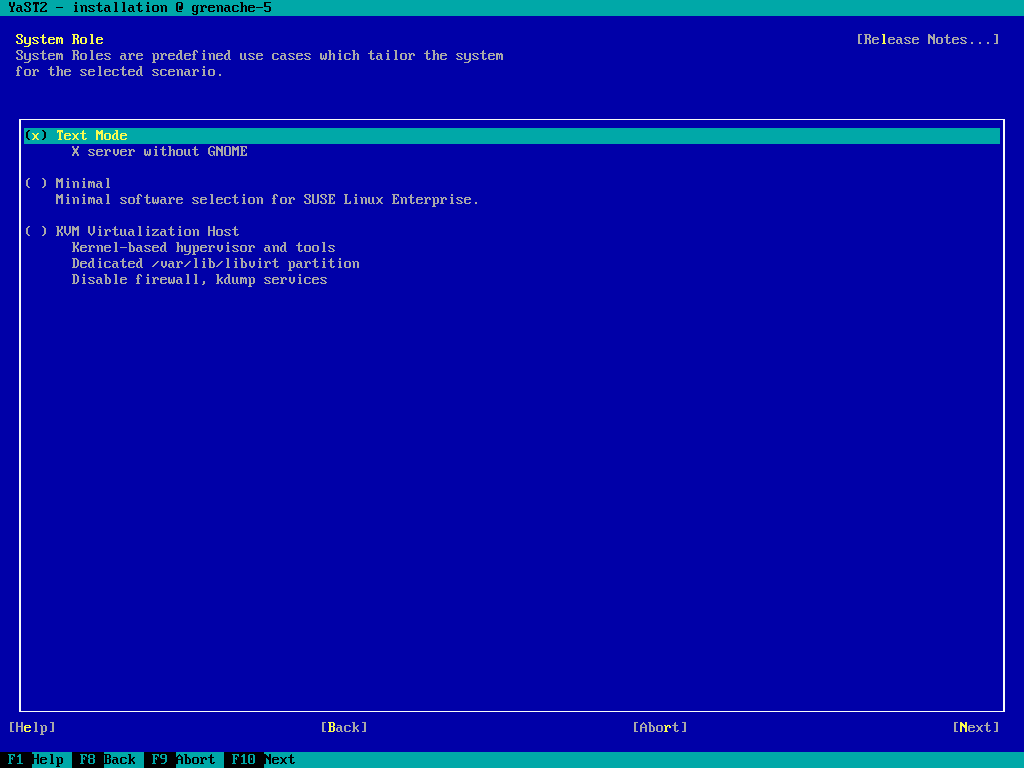 YaST2 - installation @ grenache-5
System Role [Release Notes...]
System Roles are predefined use cases which tailor the system
for the selected scenario.
(x) Text Mode
X server without GNOME
( ) Minimal
Minimal software selection for SUSE Linux Enterprise.
( ) KVM Virtualization Host
Kernel-based hypervisor and tools
Dedicated /var/lib/libvirt partition
Disable firewall, kdump services
[Help] [Back] [Abort] [Next]
F1 Help F8 Back F9 Abort F10 Next